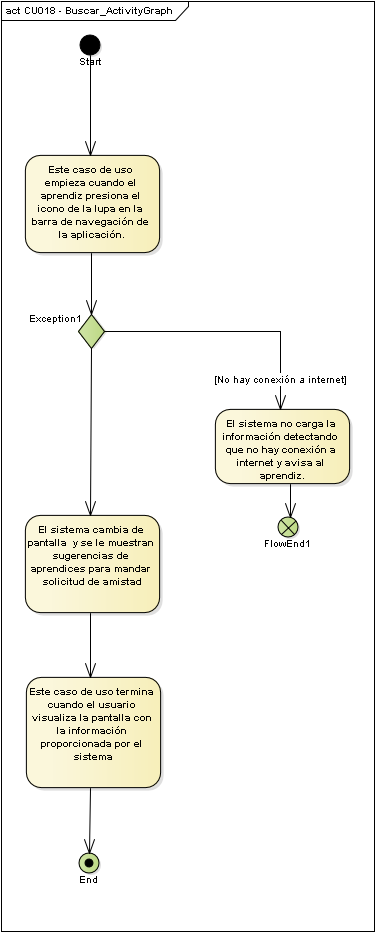 act CU018 - Buscar_ActivityGraph
Start
Este caso de uso
empieza cuando el
aprendiz presiona el
icono de la lupa en la
barra de navegación de
la aplicación.
Exception1
[No hay conexión a internet]
El sistema no carga la
información detectando
que no hay conexión a
internet y avisa al
aprendiz.
FlowEnd1
El sistema cambia de
pantalla y se le muestran
sugerencias de
aprendices para mandar
solicitud de amistad
Este caso de uso termina
cuando el usuario
visualiza la pantalla con
la información
proporcionada por el
sistema
End